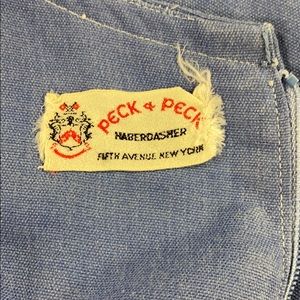 PECK & PECK
HABERDASHER
FIFTH AVENUE NEW YORK